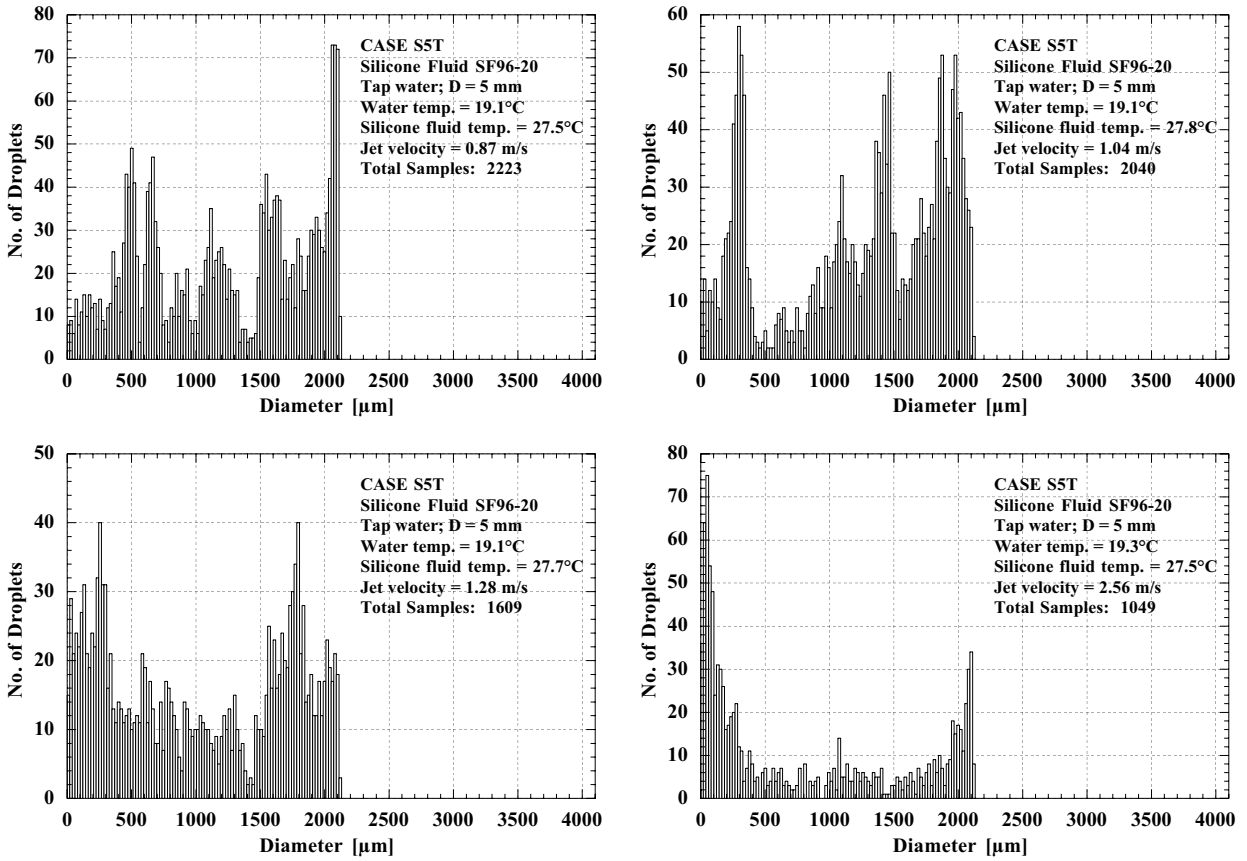 80
70
60
50
40
30
20
10
0
No. of Droplets
CASE S5T
Silicone Fluid SF96-20
Tap water; D = 5 mm
Water temp. = 19.1°C
Silicone fluid temp. = 27.5°C
Jet velocity = 0.87 m/s
Total Samples: 2223
0 500 1000 1500 2000 2500 3000 3500 4000
Diameter [µm]
60
50
40
30
20
10
0
No. of Droplets
CASE S5T
Silicone Fluid SF96-20
Tap water; D = 5 mm
Water temp. = 19.1°C
Silicone fluid temp. = 27.8°C
Jet velocity = 1.04 m/s
Total Samples: 2040
0 500 1000 1500 2000 2500 3000 3500 4000
Diameter [µm]
50
40
30
20
10
0
No. of Droplets
CASE S5T
Silicone Fluid SF96-20
Tap water; D = 5 mm
Water temp. = 19.1°C
Silicone fluid temp. = 27.7°C
Jet velocity = 1.28 m/s
Total Samples: 1609
0 500 1000 1500 2000 2500 3000 3500 4000
Diameter [µm]
80
70
60
50
40
30
20
10
0
No. of Droplets
CASE S5T
Silicone Fluid SF96-20
Tap water; D = 5 mm
Water temp. = 19.3°C
Silicone fluid temp. = 27.5°C
Jet velocity = 2.56 m/s
Total Samples: 1049
0 500 1000 1500 2000 2500 3000 3500 4000
Diameter [µm]